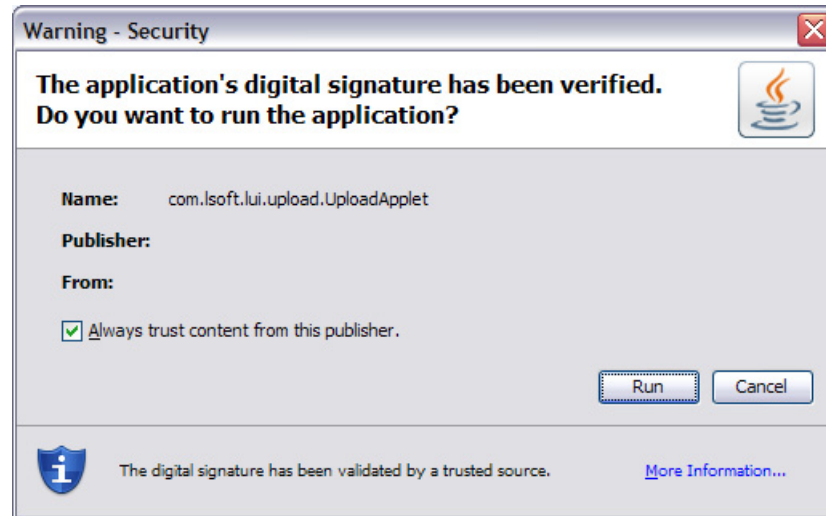 Warning - Security
The application's digital signature has been verified.
Do you want to run the application?
Name: com.lsoft.lui.upload.UploadApplet
Publisher:
From:
Always trust content from this publisher.
Run Cancel
The digital signature has been validated by a trusted source. More Information...